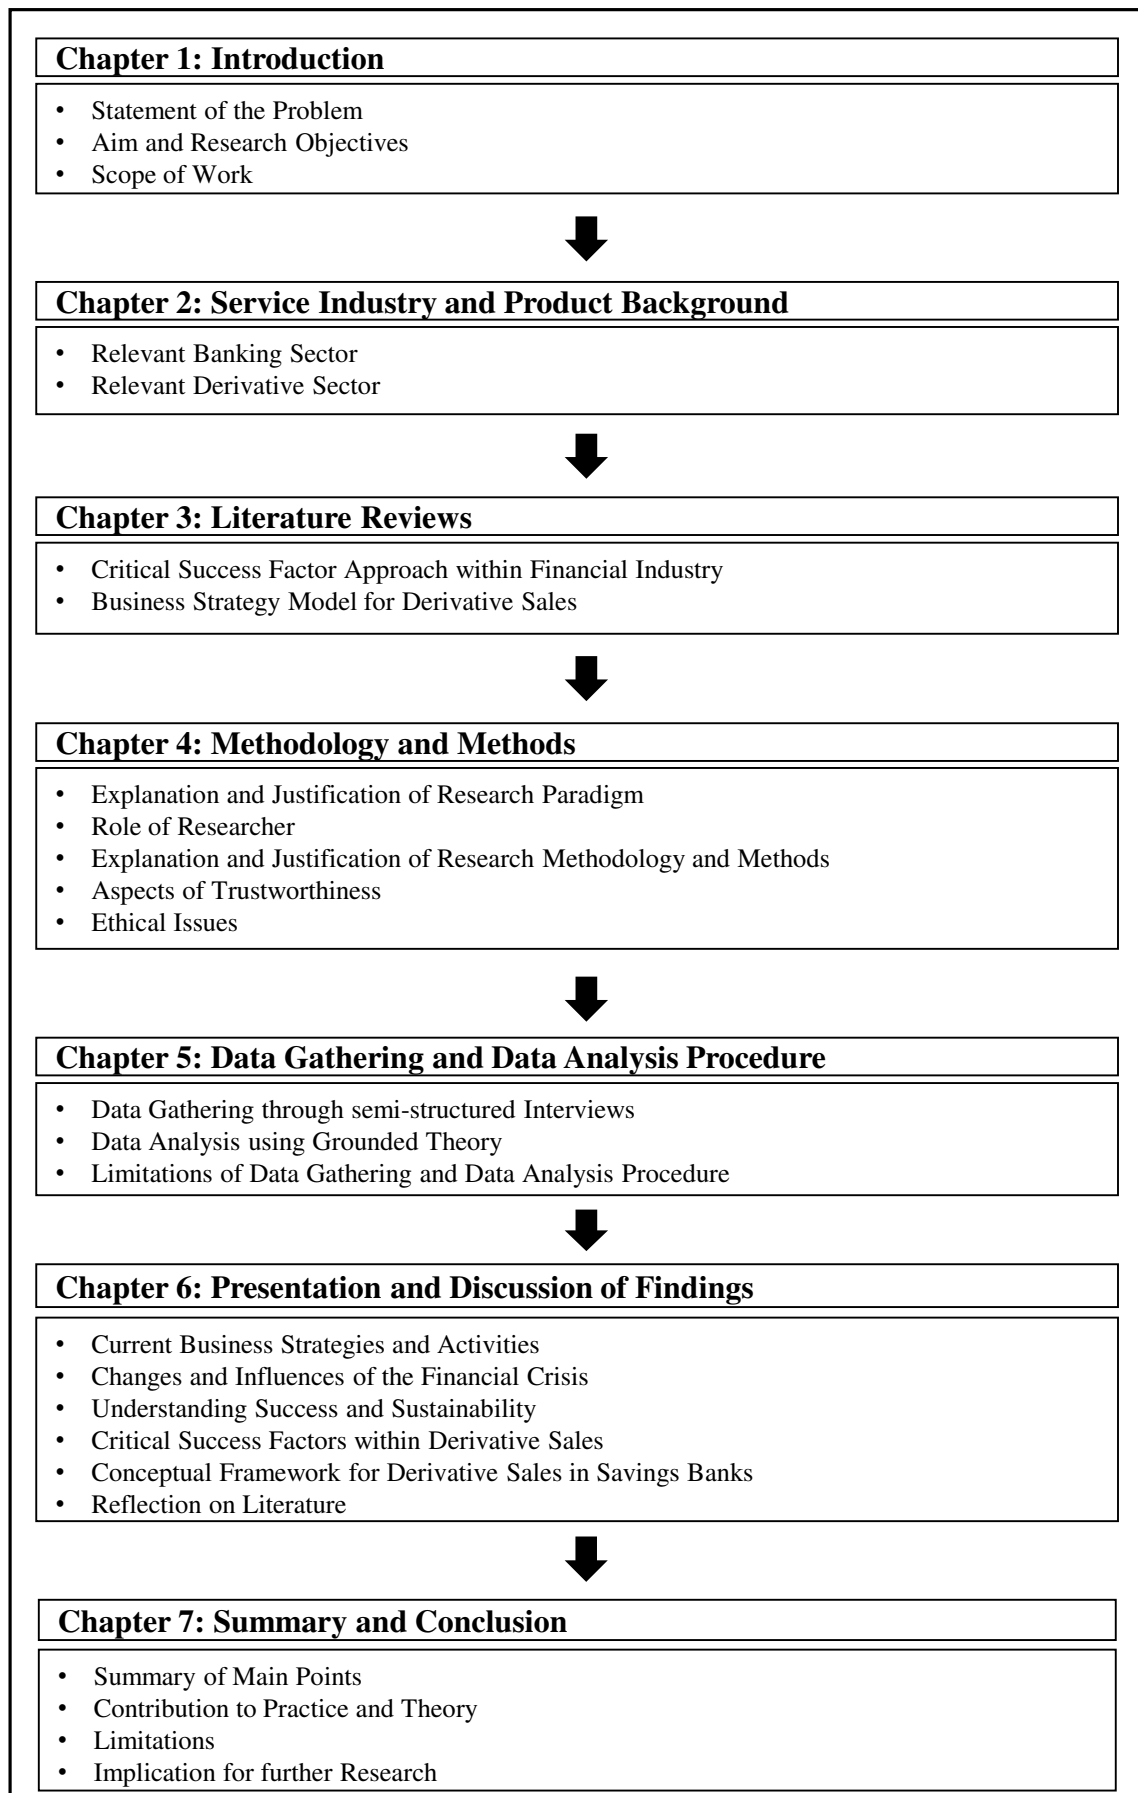 Chapter 1: Introduction
• Statement of the Problem
• Aim and Research Objectives
• Scope of Work
Chapter 2: Service Industry and Product Background
• Relevant Banking Sector
• Relevant Derivative Sector
Chapter 3: Literature Reviews
• Critical Success Factor Approach within Financial Industry
• Business Strategy Model for Derivative Sales
Chapter 4: Methodology and Methods
• Explanation and Justification of Research Paradigm
• Role of Researcher
• Explanation and Justification of Research Methodology and Methods
• Aspects of Trustworthiness
• Ethical Issues
Chapter 5: Data Gathering and Data Analysis Procedure
• Data Gathering through semi-structured Interviews
• Data Analysis using Grounded Theory
• Limitations of Data Gathering and Data Analysis Procedure
Chapter 6: Presentation and Discussion of Findings
• Current Business Strategies and Activities
• Changes and Influences of the Financial Crisis
• Understanding Success and Sustainability
• Critical Success Factors within Derivative Sales
• Conceptual Framework for Derivative Sales in Savings Banks
• Reflection on Literature
Chapter 7: Summary and Conclusion
• Summary of Main Points
• Contribution to Practice and Theory
• Limitations
• Implication for further Research